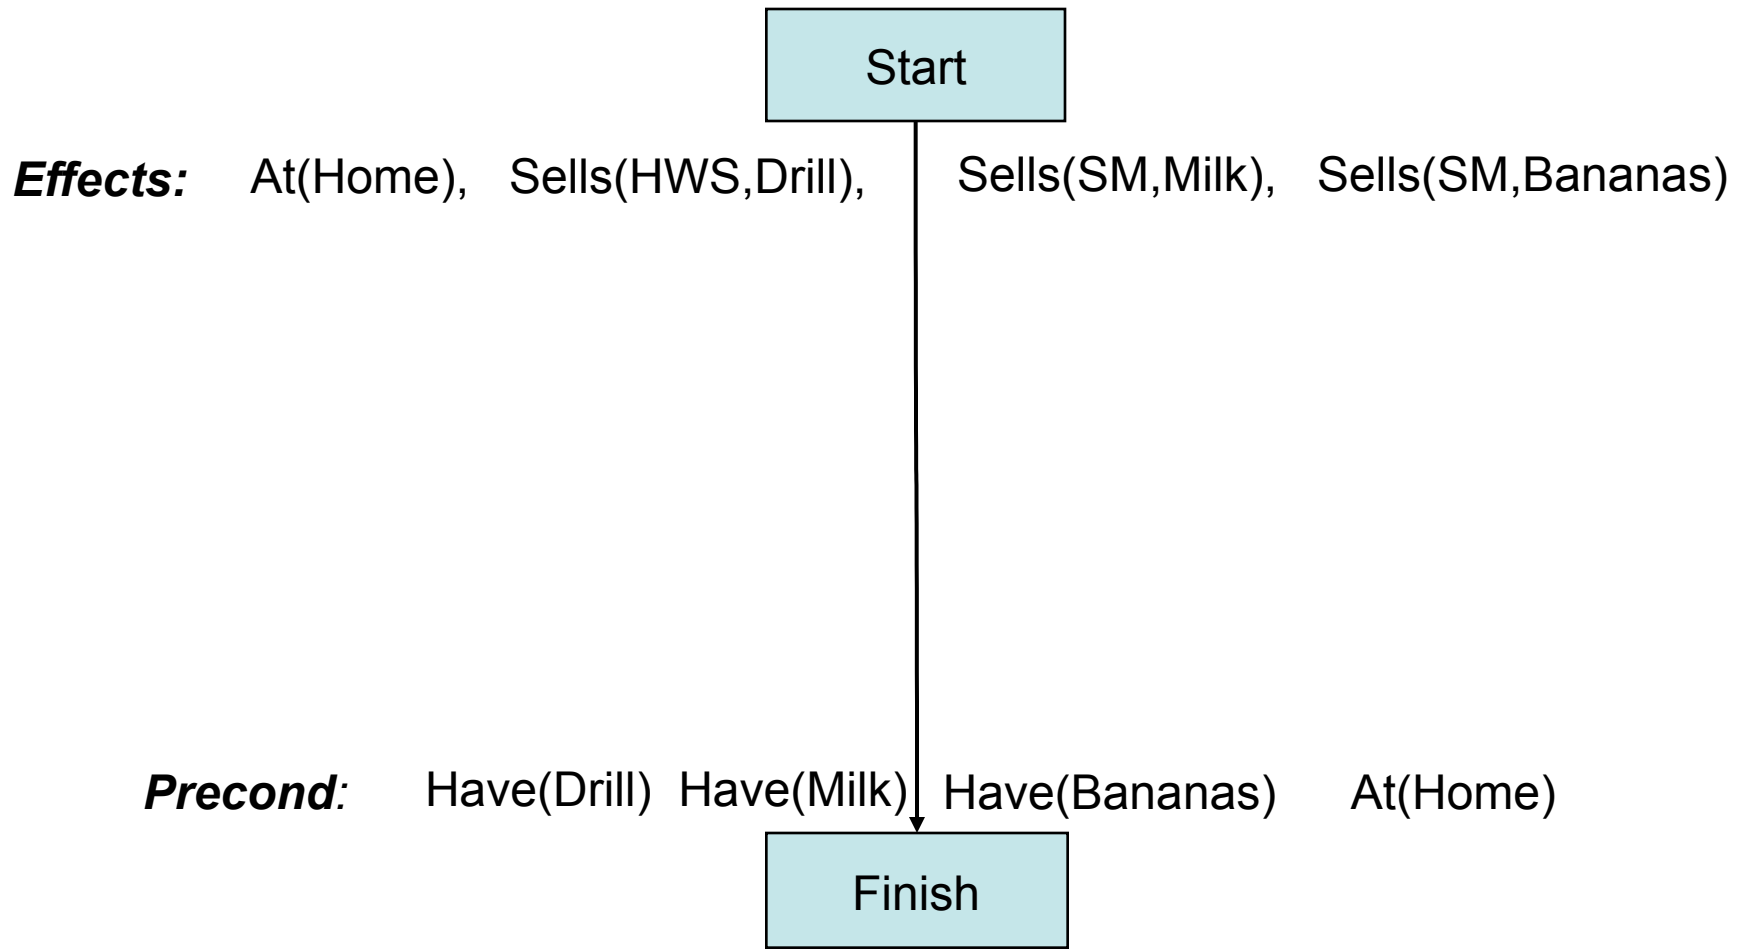 Start
Effects: At(Home), Sells(HWS,Drill), Sells(SM,Milk), Sells(SM,Bananas)
Precond: Have(Drill) Have(Milk) Have(Bananas) At(Home)
Finish